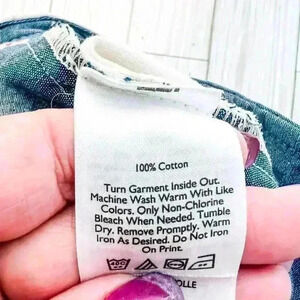 100% Cotton
Turn Garment Inside Out.
Machine Wash Warm With Like
Colors. Only Non-Chlorine
Bleach When Needed. Tumble
Dry. Remove Promptly. Warm
Iron As Desired. Do Not Iron
On Print.